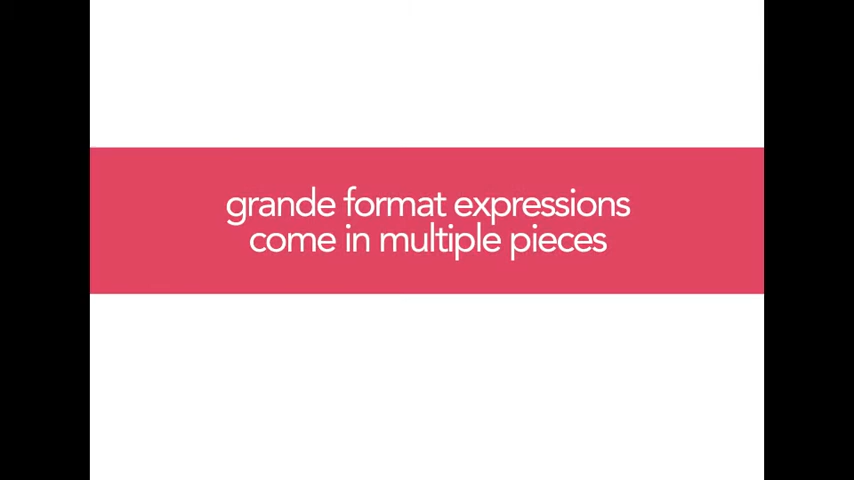 grande format expressions
come in multiple pieces